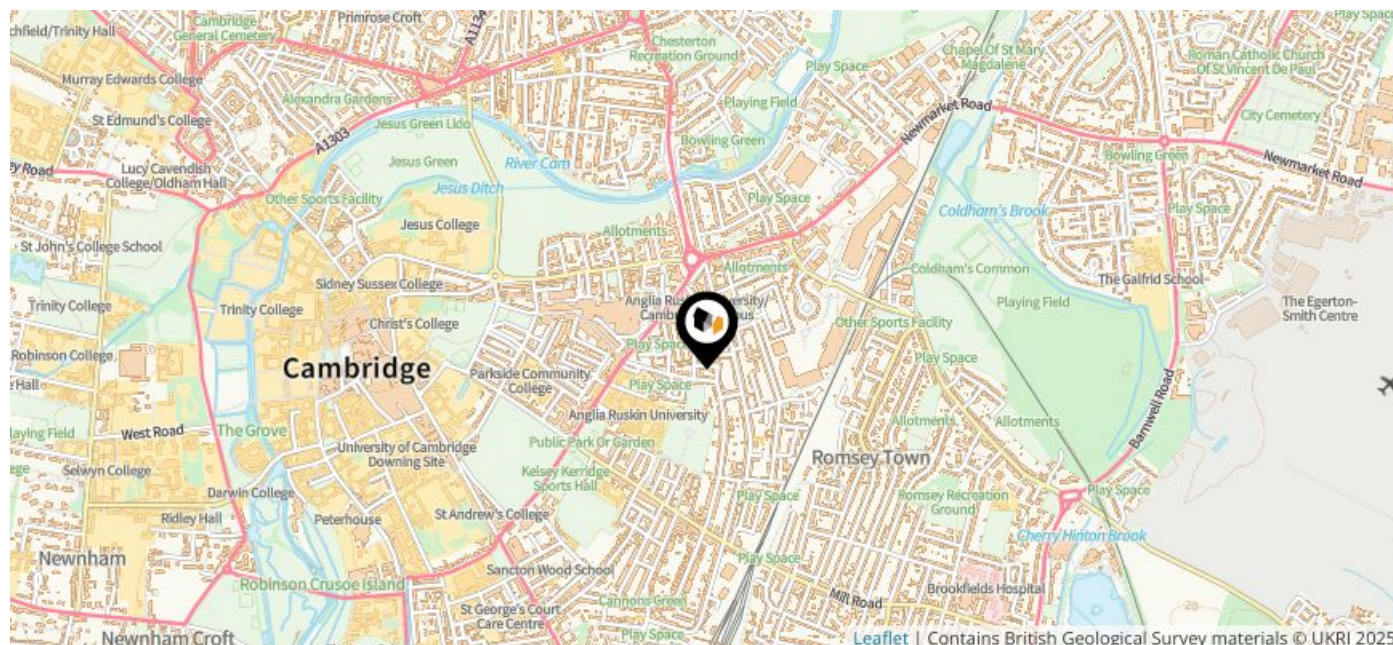 Primrose Croft
Cambridge
General Cemetery
chfield/Trinity Hall
A134
Chesterton
Recreation Ground
Chapel Of St Mary
Magdalene
Play Space
Roman Catholic Church
Of St Vincent De Paul
Murray Edwards College
Play Space
Alexandra Gardens
Playing Field
Newmarket Road
City Cemetery
St Edmund's College
Jesus Green Lido
A1303
Bowling Green
Bowling Green
Newmarket Road
ey Road
Lucy Cavendish
College/Oldham Hall
Jesus Green
River Cam
Jesus Ditch
Other Sports Facility
Play Space
Coldham's Brook
Play Space
Jesus College
Allotments
St John's College School
Allotments
Coldham's Common
The Galfrid School
Sidney Sussex College
Trinity College
Trinity College
Anglia Ruskin University/
Playing Field
The Egerton-
Smith Centre
Christ's College
Other Sports Facility
Robinson College
Play Space
Play Space
Cambridge
Parkside Community
College
Play Space
e Hall
Anglia Ruskin University
Allotments
Allotments
Barnwell Road
laying Field
West Road
The Grove
University of Cambridge
Downing Site
Public Park Or Garden
Romsey Town
Selwyn College
Kelsey Kerridge
Sports Hall
Darwin College
Play Space
Romsey Recreation
Ground
Play Space
Ridley Hall
Peterhouse
St Andrew's College
Cherry Hinton Brook
Newnham
Play Space
Sancton Wood School
Robinson Crusoe Island
Brookfields Hospital
Mill Road
20
St George's Court
Care Centre
Cannons Green
Newnham Croft
Play Space
Leaflet | Contains British Geological Survey materials © UKRI 2025